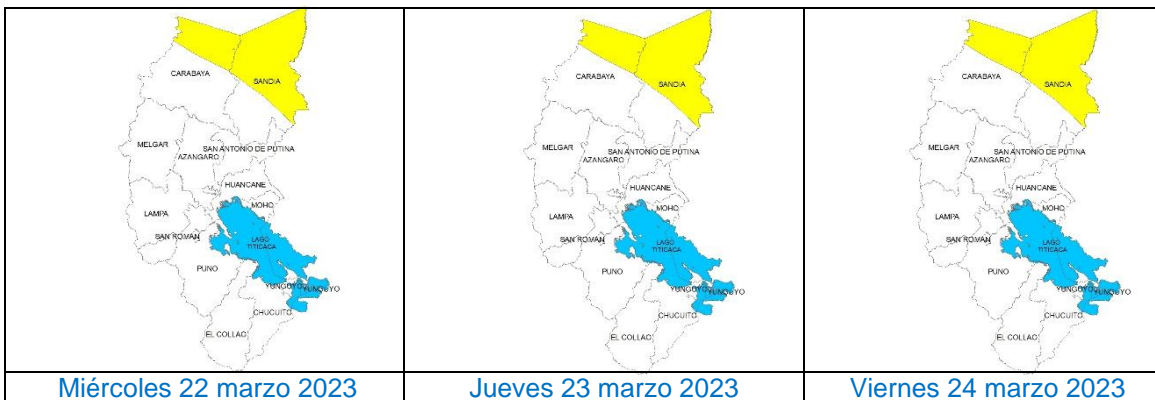 CARABAYA
SANDIA
MELGAR
SAN ANTONIO DE PUTINA
AZANGARO
HUANCANE
MOHO
LAMPA
SAN ROMAN
LAGO
TITICACA
PUNO
YUNGUYO
YUNGUYO
CHUCUITO
EL COLLAO
Miércoles 22 marzo 2023
CARABAYA
SANDIA
MELGAR
SAN ANTONIO DE PUTINA
AZANGARO
HUANCANE
MOHO
LAMPA
SAN ROMAN
LAGO
TITICACA
PUNO
YUNGUYO
YUNGUYO
CHUCUITO
EL COLLAO
Jueves 23 marzo 2023
CARABAYA
SANDIA
MELGAR
SAN ANTONIO DE PUTINA
AZANGARO
HUANCANE
MOHO
LAMPA
SAN ROMAN
LAGO
TITICACA
PUNO
YUNGUYO
YUNGUYO
CHUCUITO
EL COLLAO
Viernes 24 marzo 2023